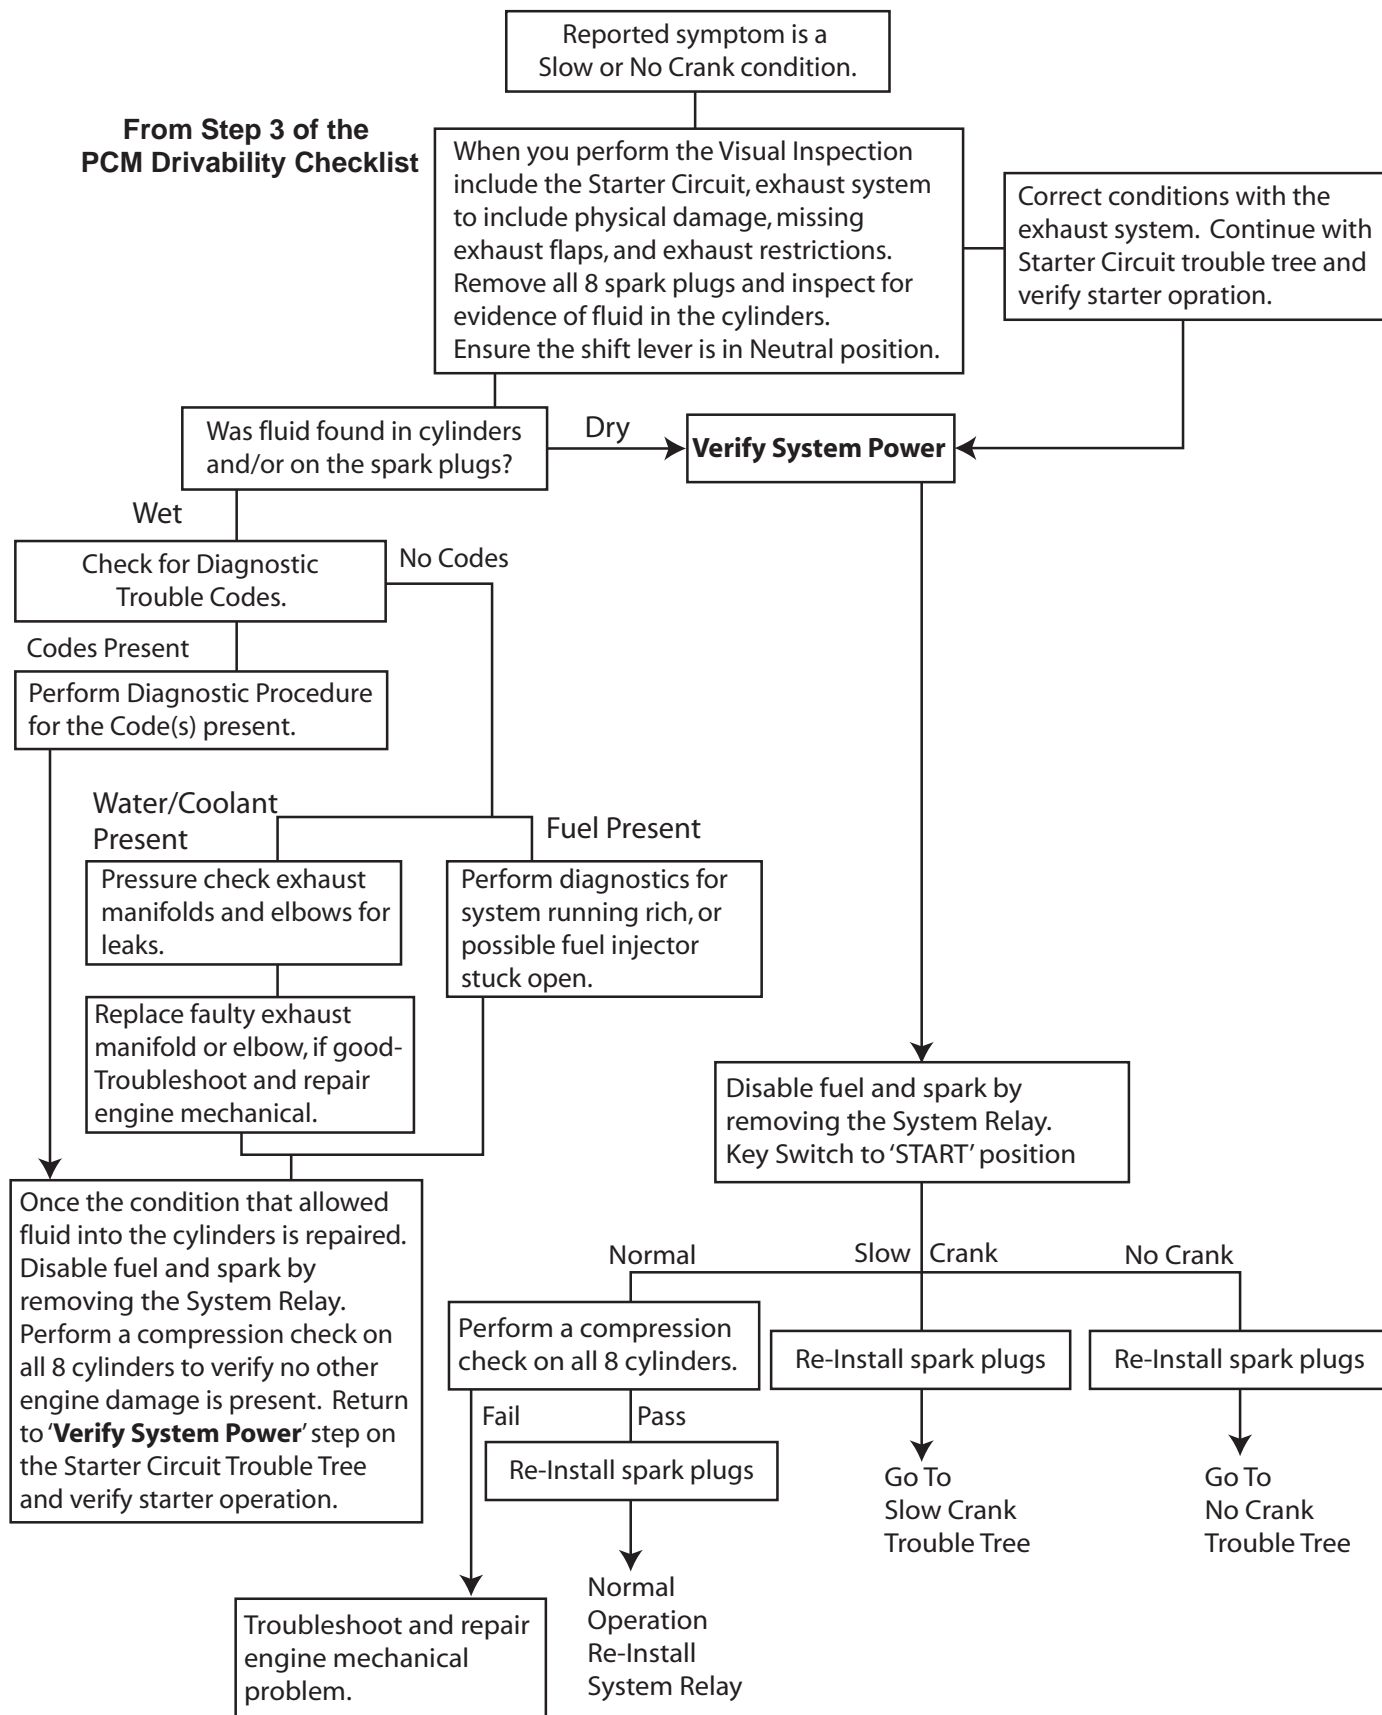 Reported symptom is a
Slow or No Crank condition.
From Step 3 of the
PCM Drivability Checklist
When you perform the Visual Inspection
include the Starter Circuit, exhaust system
to include physical damage, missing
exhaust flaps, and exhaust restrictions.
Remove all 8 spark plugs and inspect for
evidence of fluid in the cylinders.
Ensure the shift lever is in Neutral position.
Correct conditions with the
exhaust system. Continue with
Starter Circuit trouble tree and
verify starter opration.
Was fluid found in cylinders
and/or on the spark plugs?
Dry
Verify System Power
Wet
Check for Diagnostic
Trouble Codes.
No Codes
Codes Present
Perform Diagnostic Procedure
for the Code(s) present.
Water/Coolant
Present
Fuel Present
Pressure check exhaust
manifolds and elbows for
leaks.
Perform diagnostics for
system running rich, or
possible fuel injector
stuck open.
Replace faulty exhaust
manifold or elbow, if good-
Troubleshoot and repair
engine mechanical.
Disable fuel and spark by
removing the System Relay.
Key Switch to 'START' position
Once the condition that allowed
fluid into the cylinders is repaired.
Disable fuel and spark by
removing the System Relay.
Perform a compression check on
all 8 cylinders to verify no other
engine damage is present. Return
to 'Verify System Power' step on
the Starter Circuit Trouble Tree
and verify starter operation.
Normal
Slow Crank
No Crank
Perform a compression
check on all 8 cylinders.
Re-Install spark plugs
Re-Install spark plugs
Fail
Pass
Re-Install spark plugs
Go To
Slow Crank
Trouble Tree
Go To
No Crank
Trouble Tree
Normal
Operation
Re-Install
System Relay
Troubleshoot and repair
engine mechanical
problem.